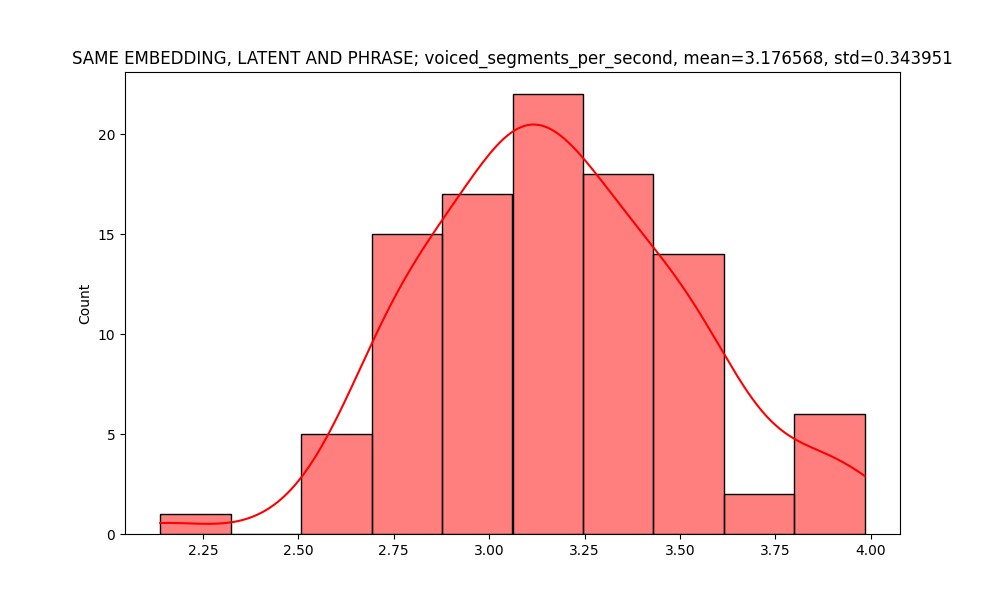 SAME EMBEDDING, LATENT AND PHRASE; voiced_segments_per_second, mean=3.176568, std=0.343951
20
15
10
5
0
Count
2.25 2.50 2.75 3.00 3.25 3.50 3.75 4.00